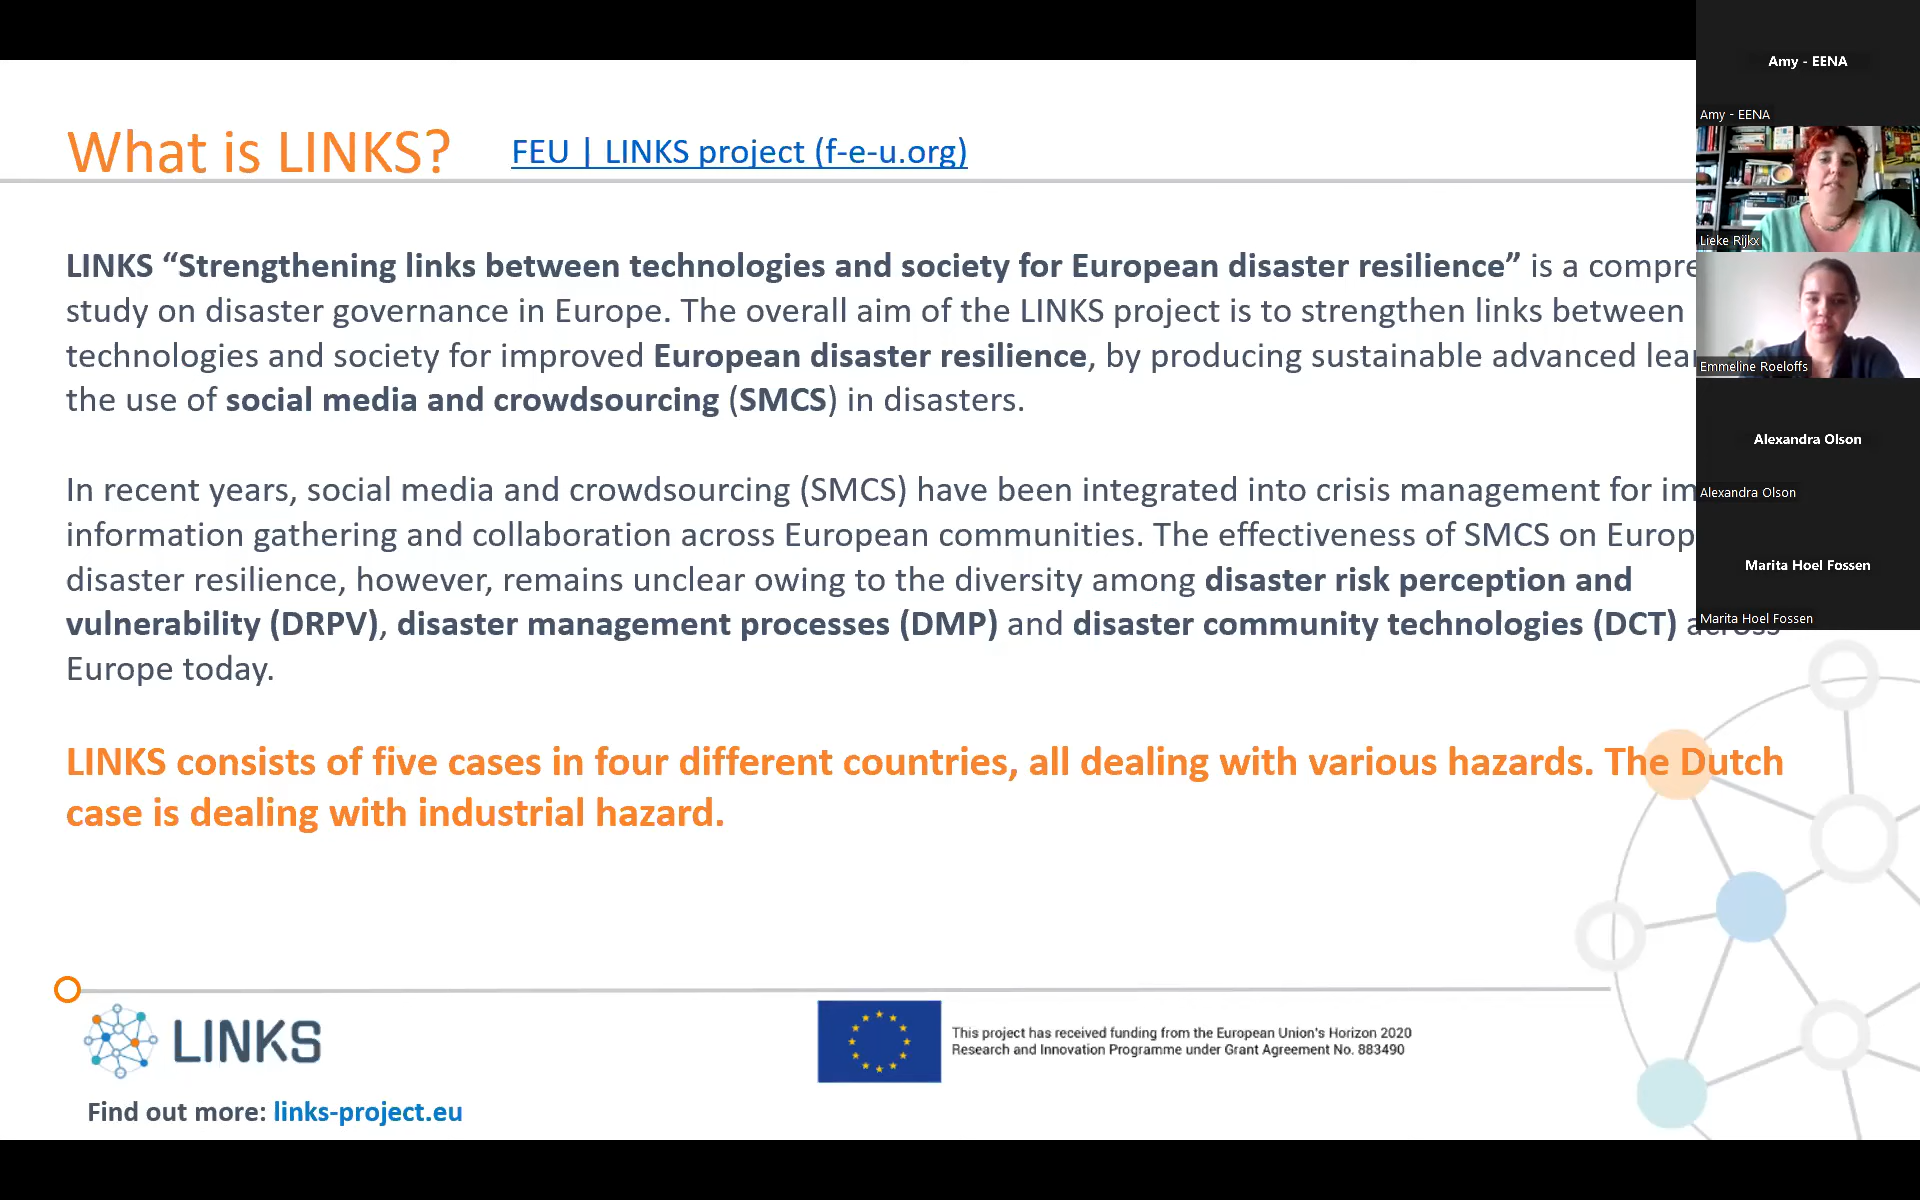 What is LINKS?
FEU | LINKS project (f-e-u.org)
LINKS “Strengthening links between technologies and society for European disaster resilience” is a
study on disaster governance in Europe. The overall aim of the LINKS project is to strengthen links between
technologies and society for improved European disaster resilience, by producing sustainable advanced
the use of social media and crowdsourcing (SMCS) in disasters.
In recent years, social media and crowdsourcing (SMCS) have been integrated into crisis management for
information gathering and collaboration across European communities. The effectiveness of SMCS on
disaster resilience, however, remains unclear owing to the diversity among disaster risk perception and
vulnerability (DRPV), disaster management processes (DMP) and disaster community technologies (DCT) across
Europe today.
LINKS consists of five cases in four different countries, all dealing with various hazards. The Dutch
case is dealing with industrial hazard.
LINKS
This project has received funding from the European Union's Horizon 2020
Research and Innovation Programme under Grant Agreement No. 883490
Find out more: links-project.eu
Amy - EENA
Amy - EENA
Lieke Rijkx
Emmeline Roeloffs
Alexandra Olson
Alexandra Olson
Marita Hoel Fossen
Marita Hoel Fossen